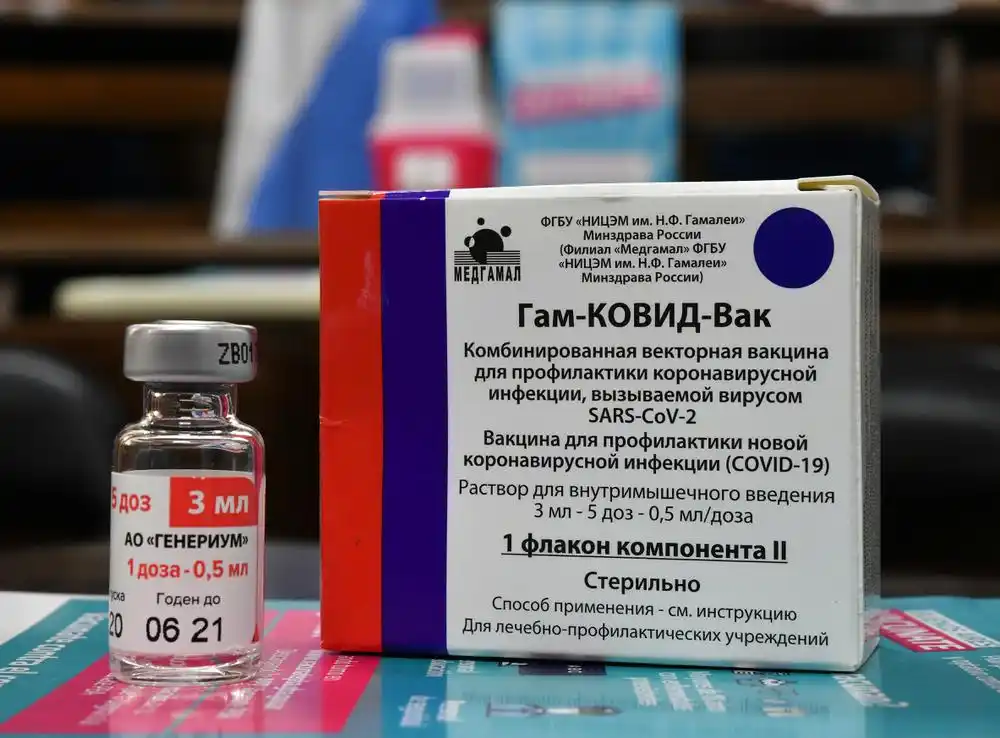 ZB01
5 доз
3 мл
АО «ГЕНЕРИУМ»
1 доза - 0,5 мл
Годен до
20
06 21
МЕДГАМАЛ
ФГБУ «НИЦЭМ им. Н.Ф. Гамалеи»
Минздрава России
(Филиал «Медгамал» ФГБУ
«НИЦЭМ им. Н.Ф. Гамалеи»
Минздрава России)
Гам-КОВИД-Вак
Комбинированная векторная вакцина
для профилактики коронавирусной
инфекции, вызываемой вирусом
SARS-CoV-2
Вакцина для профилактики новой
коронавирусной инфекции (COVID-19)
Раствор для внутримышечного введения
3 мл - 5 доз - 0,5 мл/доза
1 флакон компонента II
Стерильно
Способ применения - см. инструкцию
Для лечебно-профилактических учреждений